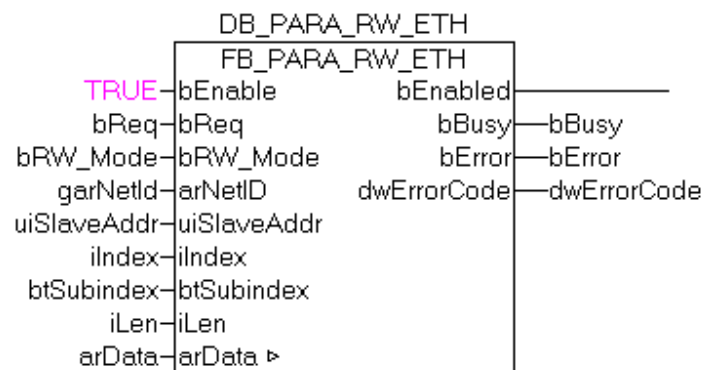 DB_PARA_RW_ETH
FB_PARA_RW_ETH
TRUE bEnable bEnabled
bReq bReq bBusy bBusy
bRW_Mode bRW_Mode bError bError
garNetId arNetID dwErrorCode dwErrorCode
uiSlaveAddr uiSlaveAddr
iIndex iIndex
btSubindex btSubindex
iLen iLen
arData arData ▹